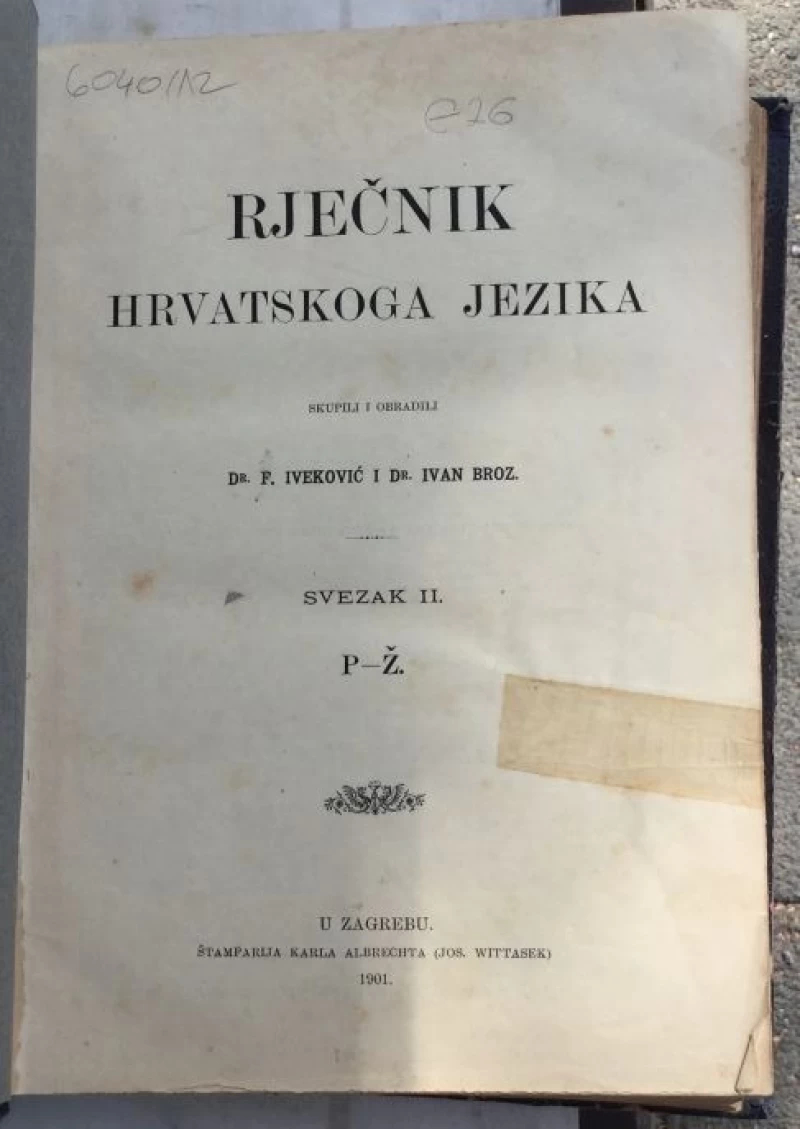 6040/12
e26
RJEČNIK
HRVATSKOGA JEZIKA
SKUPILI I OBRADILI
DR. F. IVEKOVIĆ I DR. IVAN BROZ.
SVEZAK II.
P—Ž.
U ZAGREBU.
ŠTAMPARIJA KARLA ALBRECHTA (JOS. WITTASEK)
1901.